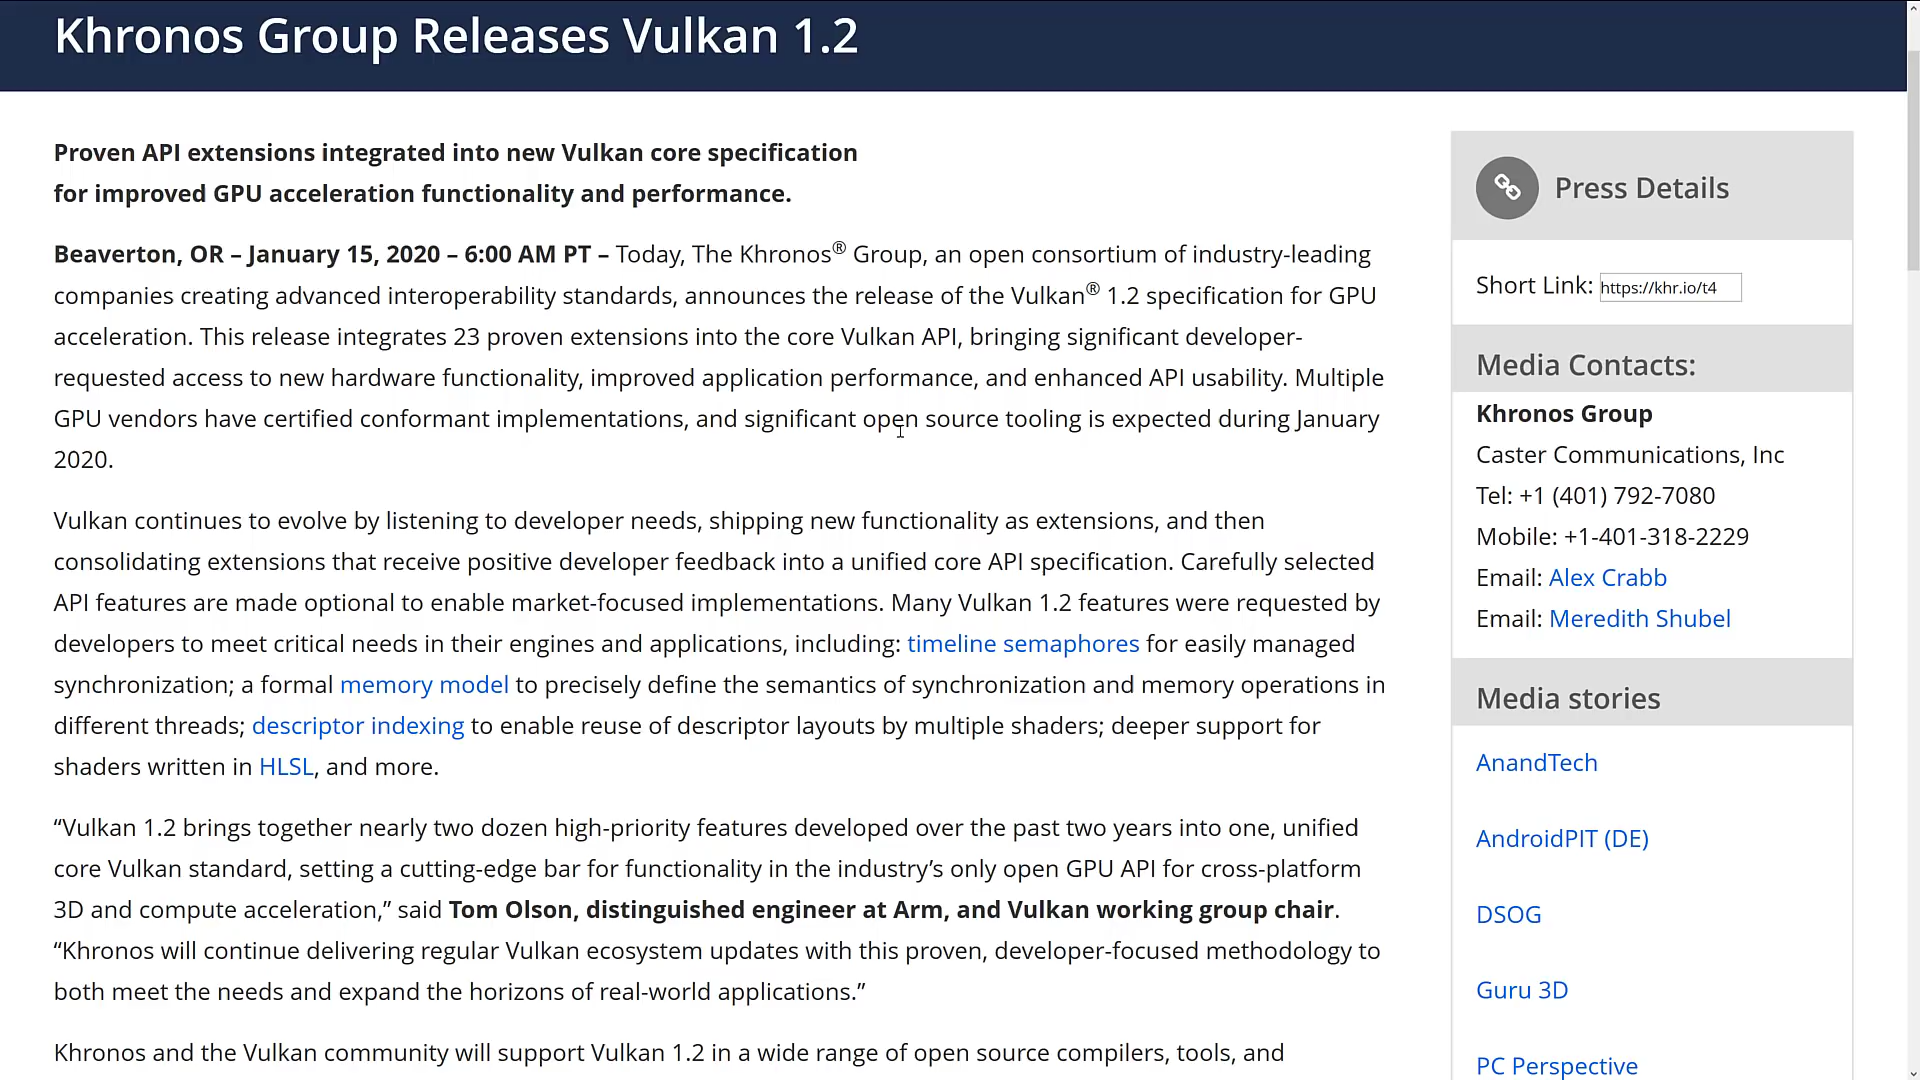 Khronos Group Releases Vulkan 1.2
Proven API extensions integrated into new Vulkan core specification
for improved GPU acceleration functionality and performance.
Beaverton, OR – January 15, 2020 – 6:00 AM PT – Today, The Khronos® Group, an open consortium of industry-leading
companies creating advanced interoperability standards, announces the release of the Vulkan® 1.2 specification for GPU
acceleration. This release integrates 23 proven extensions into the core Vulkan API, bringing significant developer-
requested access to new hardware functionality, improved application performance, and enhanced API usability. Multiple
GPU vendors have certified conformant implementations, and significant open source tooling is expected during January
2020.
Vulkan continues to evolve by listening to developer needs, shipping new functionality as extensions, and then
consolidating extensions that receive positive developer feedback into a unified core API specification. Carefully selected
API features are made optional to enable market-focused implementations. Many Vulkan 1.2 features were requested by
developers to meet critical needs in their engines and applications, including: timeline semaphores for easily managed
synchronization; a formal memory model to precisely define the semantics of synchronization and memory operations in
different threads; descriptor indexing to enable reuse of descriptor layouts by multiple shaders; deeper support for
shaders written in HLSL, and more.
“Vulkan 1.2 brings together nearly two dozen high-priority features developed over the past two years into one, unified
core Vulkan standard, setting a cutting-edge bar for functionality in the industry’s only open GPU API for cross-platform
3D and compute acceleration,” said Tom Olson, distinguished engineer at Arm, and Vulkan working group chair.
“Khronos will continue delivering regular Vulkan ecosystem updates with this proven, developer-focused methodology to
both meet the needs and expand the horizons of real-world applications.”
Khronos and the Vulkan community will support Vulkan 1.2 in a wide range of open source compilers, tools, and
Press Details
Short Link: https://khr.io/t4
Media Contacts:
Khronos Group
Caster Communications, Inc
Tel: +1 (401) 792-7080
Mobile: +1-401-318-2229
Email: Alex Crabb
Email: Meredith Shubel
Media stories
AnandTech
AndroidPIT (DE)
DSOG
Guru 3D
PC Perspective